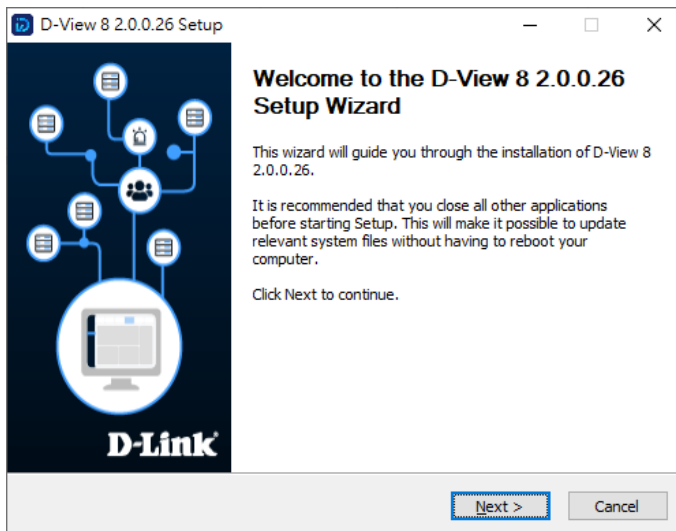 D-View 8 2.0.0.26 Setup
Welcome to the D-View 8 2.0.0.26
Setup Wizard
This wizard will guide you through the installation of D-View 8
2.0.0.26.
It is recommended that you close all other applications
before starting Setup. This will make it possible to update
relevant system files without having to reboot your
computer.
Click Next to continue.
D-Link
Next >
Cancel